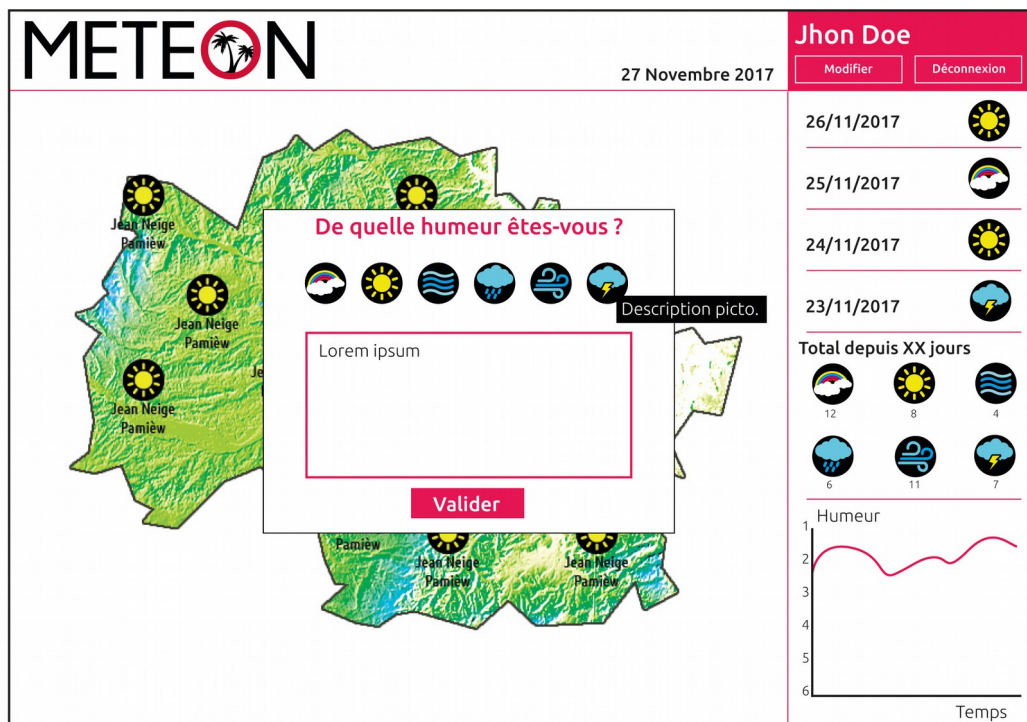 METEON
27 Novembre 2017
Jhon Doe
Modifier
Déconnexion
26/11/2017
25/11/2017
24/11/2017
23/11/2017
Total depuis XX jours
12
8
4
6
11
7
Humeur
1
2
3
4
5
6
Temps
Jean Neige
Pamièw
Jean Neige
Pamièw
Jean Neige
Pamièw
Je
De quelle humeur êtes-vous ?
Description picto.
Lorem ipsum
Valider
Pamièw
Jean Neige
Pamièw
Jean Neige
Pamièw